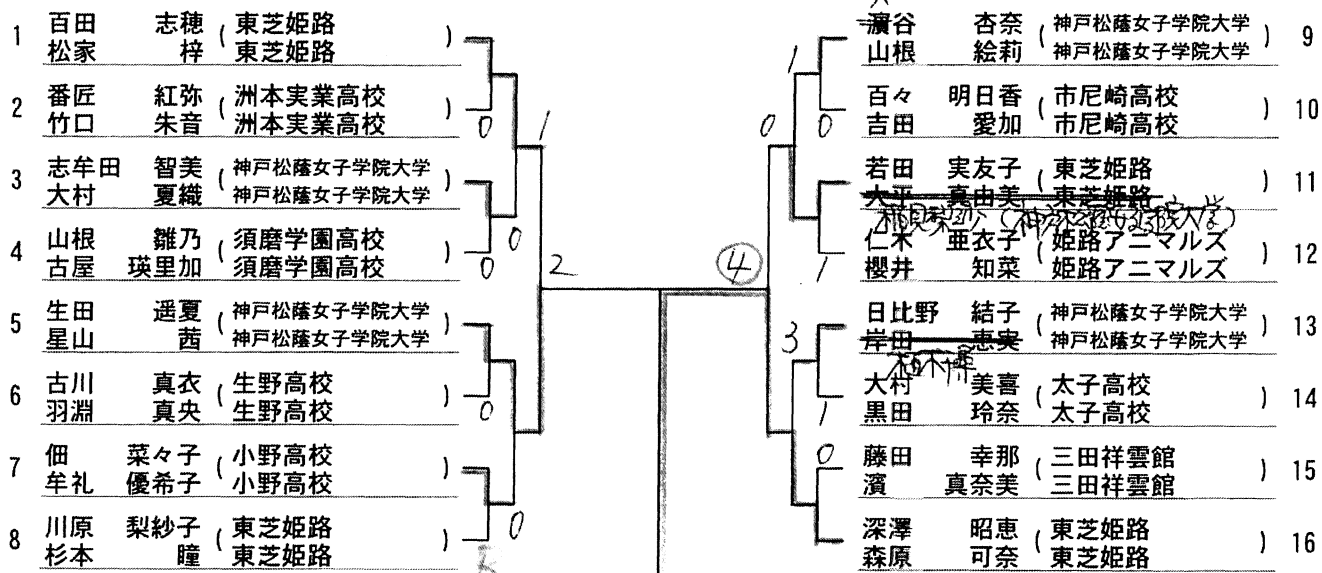 1 百田 志穂 ( 東芝姫路 )
松家 梓 ( 東芝姫路 )
2 番匠 紅弥 ( 洲本実業高校 )
竹口 朱音 ( 洲本実業高校 )
0
1
3 志牟田 智美 ( 神戸松蔭女子学院大学 )
大村 夏織 ( 神戸松蔭女子学院大学 )
0
4 山根 雛乃 ( 須磨学園高校 )
古屋 瑛里加 ( 須磨学園高校 )
0
2
5 生田 遥夏 ( 神戸松蔭女子学院大学 )
星山 茜 ( 神戸松蔭女子学院大学 )
6 古川 真衣 ( 生野高校 )
羽淵 真央 ( 生野高校 )
0
7 佃 菜々子 ( 小野高校 )
牟礼 優希子 ( 小野高校 )
0
8 川原 梨紗子 ( 東芝姫路 )
杉本 瞳 ( 東芝姫路 )
④
濵谷 杏奈 ( 神戸松蔭女子学院大学 ) 9
山根 絵莉 ( 神戸松蔭女子学院大学 )
1
百々 明日香 ( 市尼崎高校 ) 10
吉田 愛加 ( 市尼崎高校 )
0
0
若田 実友子 ( 東芝姫路 ) 11
大平 真由美 ( 東芝姫路 )
仁木 亜衣子 ( 姫路アニマルズ ) 12
櫻井 知菜 ( 姫路アニマルズ )
1
日比野 結子 ( 神戸松蔭女子学院大学 ) 13
岸田 恵実 ( 神戸松蔭女子学院大学 )
3
大村 美喜 ( 太子高校 ) 14
黒田 玲奈 ( 太子高校 )
1
0
藤田 幸那 ( 三田祥雲館 ) 15
濱 真奈美 ( 三田祥雲館 )
深澤 昭恵 ( 東芝姫路 ) 16
森原 可奈 ( 東芝姫路 )